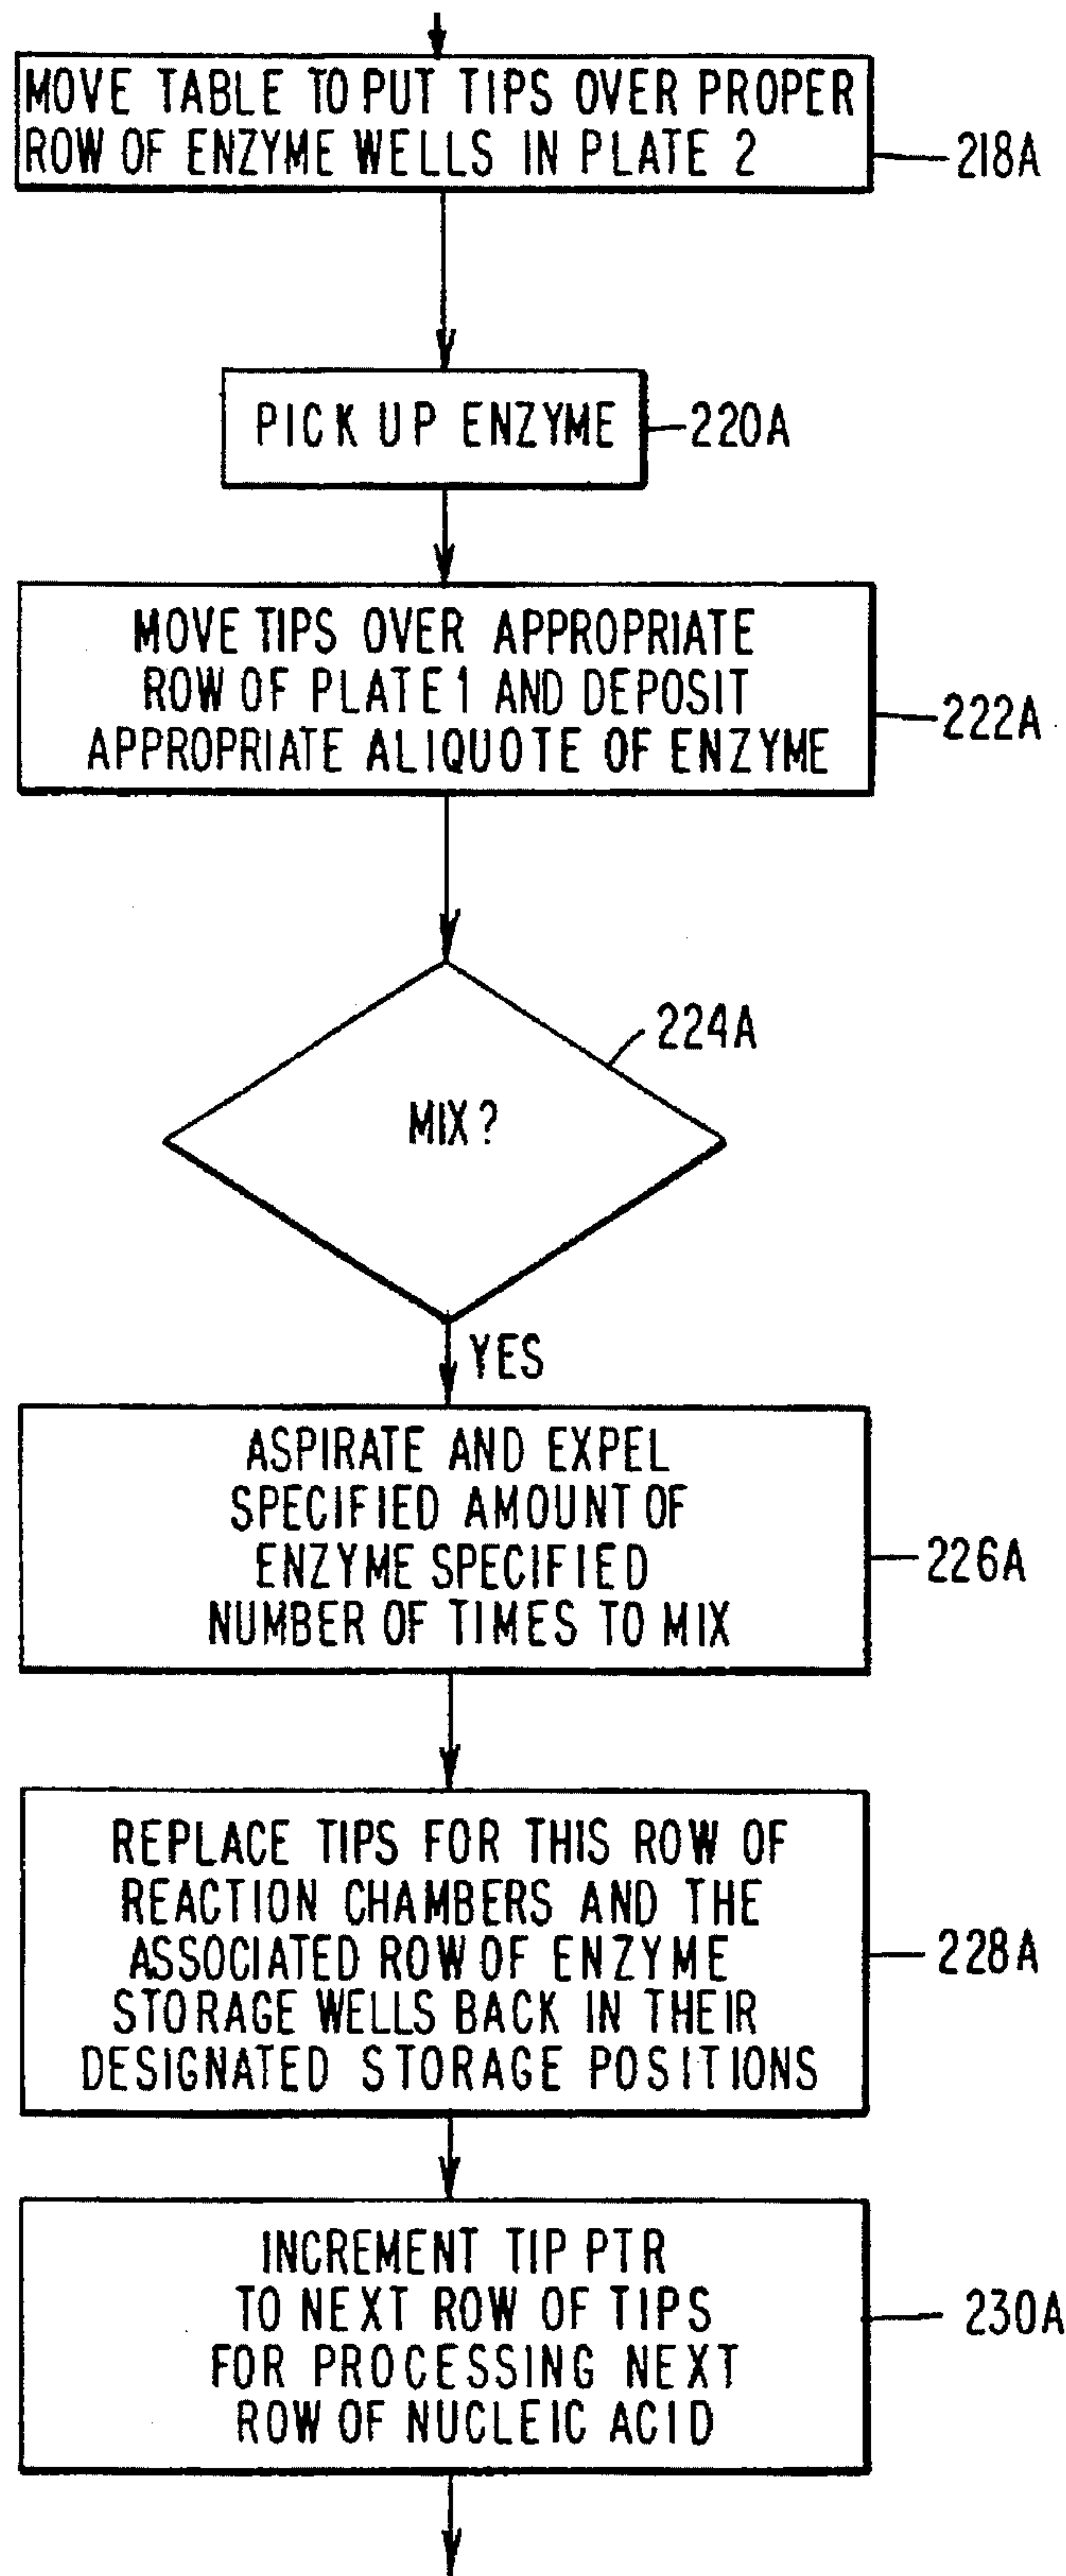 MOVE TABLE TO PUT TIPS OVER PROPER
ROW OF ENZYME WELLS IN PLATE 2
218A
PICK UP ENZYME
220A
MOVE TIPS OVER APPROPRIATE
ROW OF PLATE 1 AND DEPOSIT
APPROPRIATE ALIQUOTE OF ENZYME
222A
224A
MIX?
YES
ASPIRATE AND EXPEL
SPECIFIED AMOUNT OF
ENZYME SPECIFIED
NUMBER OF TIMES TO MIX
226A
REPLACE TIPS FOR THIS ROW OF
REACTION CHAMBERS AND THE
ASSOCIATED ROW OF ENZYME
STORAGE WELLS BACK IN THEIR
DESIGNATED STORAGE POSITIONS
228A
INCREMENT TIP PTR
TO NEXT ROW OF TIPS
FOR PROCESSING NEXT
ROW OF NUCLEIC ACID
230A